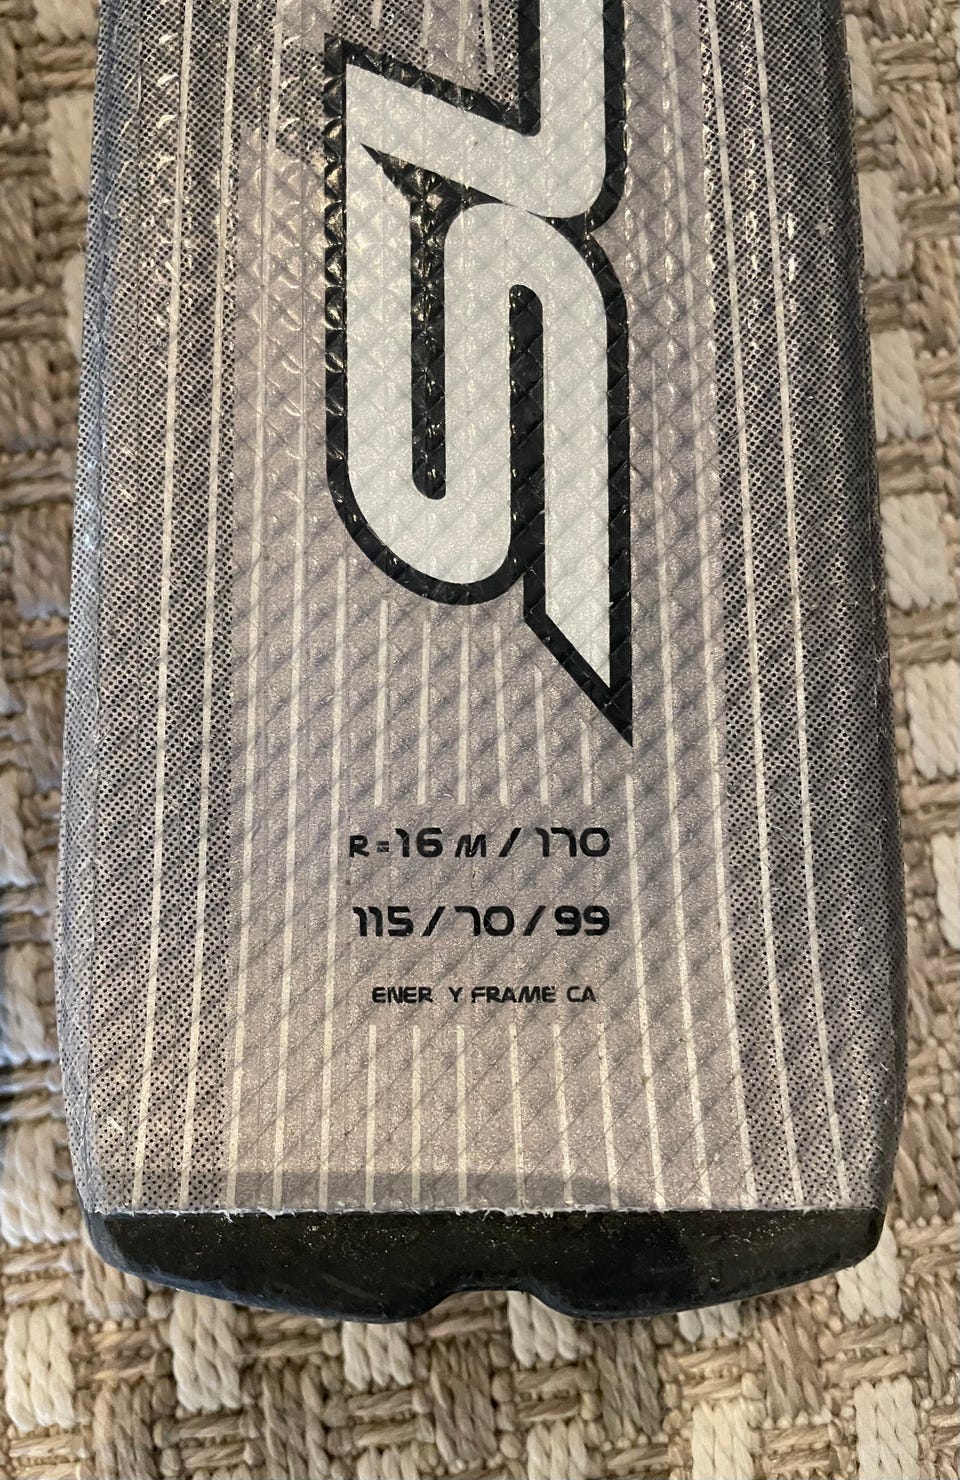 R=16 M / 170
115 / 70 / 99
ENER Y FRAME CA